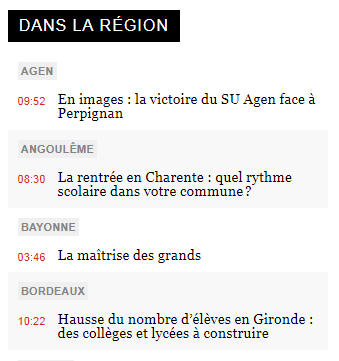 DANS LA RÉGION
AGEN
09:52 En images : la victoire du SU Agen face à
Perpignan
ANGOULÊME
08:30 La rentrée en Charente : quel rythme
scolaire dans votre commune ?
BAYONNE
03:46 La maîtrise des grands
BORDEAUX
10:22 Hausse du nombre d’élèves en Gironde :
des collèges et lycées à construire